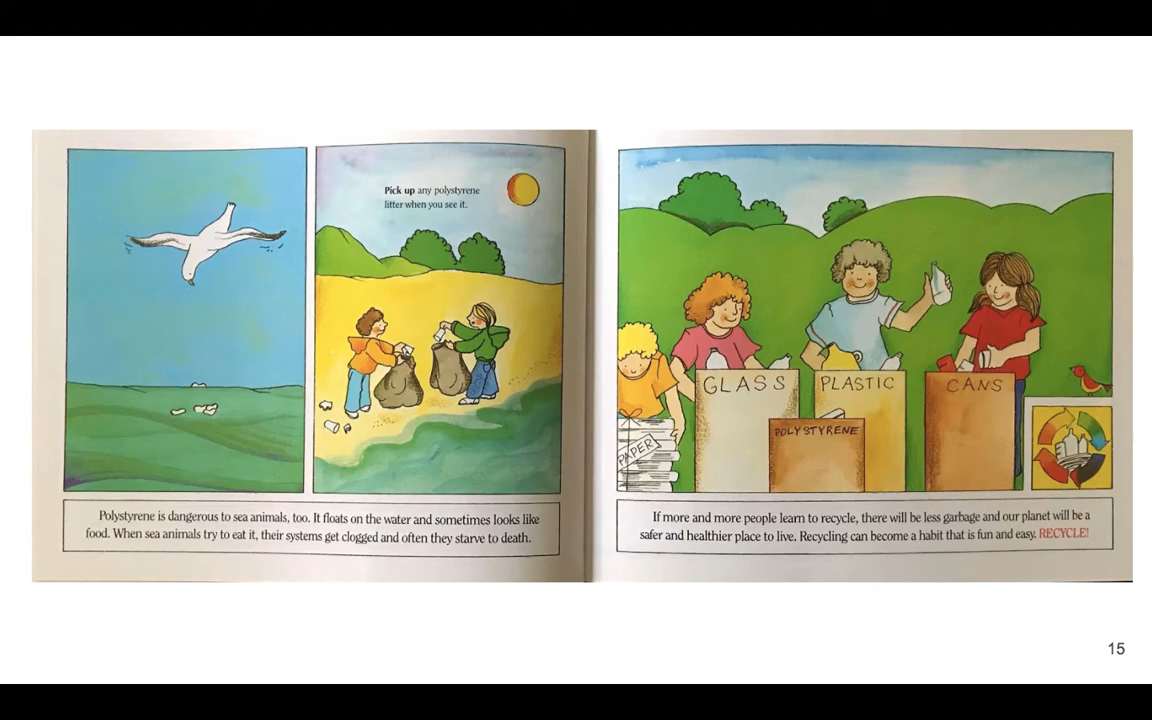 Pick up any polystyrene
litter when you see it.
Polystyrene is dangerous to sea animals, too. It floats on the water and sometimes looks like
food. When sea animals try to eat it, their systems get clogged and often they starve to death.
GLASS
PLASTIC
CANS
POLYSTYRENE
PAPER
If more and more people learn to recycle, there will be less garbage and our planet will be a
safer and healthier place to live. Recycling can become a habit that is fun and easy. RECYCLE!
15